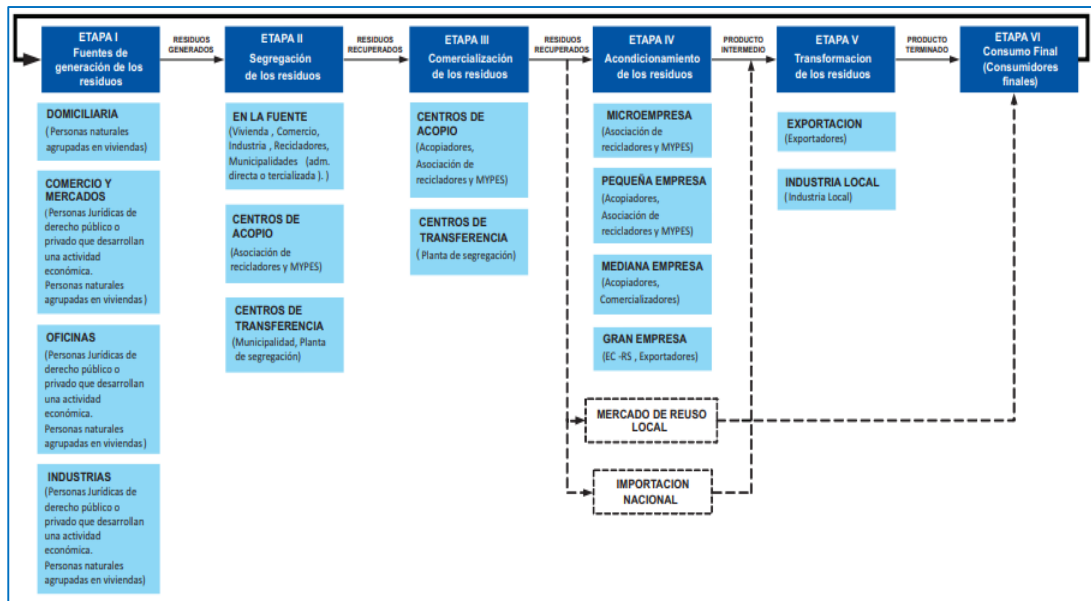 ETAPA I
Fuentes de
generación de los
residuos
RESIDUOS
GENERADOS
ETAPA II
Segregación
de los residuos
RESIDUOS
RECUPERADOS
ETAPA III
Comercialización
de los residuos
RESIDUOS
RECUPERADOS
ETAPA IV
Acondicionamiento
de los residuos
PRODUCTO
INTERMEDIO
ETAPA V
Transformacion
de los residuos
PRODUCTO
TERMINADO
ETAPA VI
Consumo Final
(Consumidores
finales)
DOMICILIARIA
( Personas naturales
agrupadas en viviendas)
COMERCIO Y
MERCADOS
( Personas Jurídicas de
derecho público o
privado que desarrollan
una actividad
económica.
Personas naturales
agrupadas en viviendas )
OFICINAS
(Personas Jurídicas de
derecho público o
privado que desarrollan
una actividad
económica.
Personas naturales
agrupadas en viviendas )
INDUSTRIAS
(Personas Jurídicas de
derecho público o
privado que desarrollan
una actividad
económica.
Personas naturales
agrupadas en viviendas)
EN LA FUENTE
(Vivienda , Comercio,
Industria , Recicladores,
Municipalidades (adm.
directa o tercializada ). )
CENTROS DE
ACOPIO
(Asociación de
recicladores y MYPES)
CENTROS DE
TRANSFERENCIA
(Municipalidad, Planta
de segregación)
CENTROS DE
ACOPIO
(Acopiadores,
Asociación de
recicladores y MYPES)
CENTROS DE
TRANSFERENCIA
( Planta de segregación)
MICROEMPRESA
(Asociación de
recicladores y MYPES)
PEQUEÑA EMPRESA
(Acopiadores,
Asociación de
recicladores y MYPES)
MEDIANA EMPRESA
(Acopiadores,
Comercializadores)
GRAN EMPRESA
(EC -RS , Exportadores)
MERCADO DE REUSO
LOCAL
IMPORTACION
NACIONAL
EXPORTACION
(Exportadores)
INDUSTRIA LOCAL
(Industria Local)